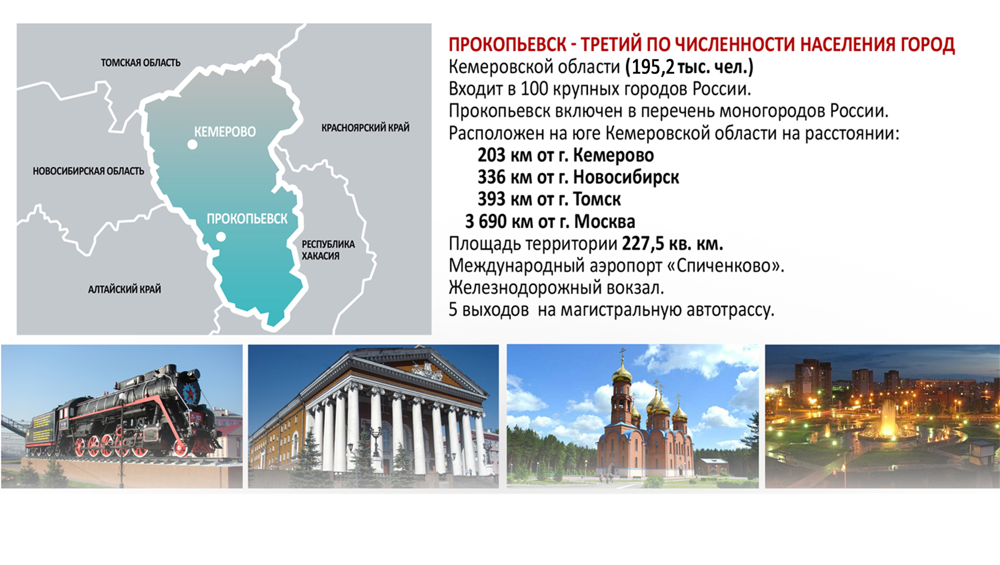 ПРОКОПЬЕВСК - ТРЕТИЙ ПО ЧИСЛЕННОСТИ НАСЕЛЕНИЯ ГОРОД
Кемеровской области (195,2 тыс. чел.)
Входит в 100 крупных городов России.
Прокопьевск включен в перечень моногородов России.
Расположен на юге Кемеровской области на расстоянии:
203 км от г. Кемерово
336 км от г. Новосибирск
393 км от г. Томск
3 690 км от г. Москва
Площадь территории 227,5 кв. км.
Международный аэропорт «Спиченково».
Железнодорожный вокзал.
5 выходов на магистральную автотрассу.
ТОМСКАЯ ОБЛАСТЬ
КРАСНОЯРСКИЙ КРАЙ
КЕМЕРОВО
НОВОСИБИРСКАЯ ОБЛАСТЬ
ПРОКОПЬЕВСК
РЕСПУБЛИКА
ХАКАСИЯ
АЛТАЙСКИЙ КРАЙ
Л-112